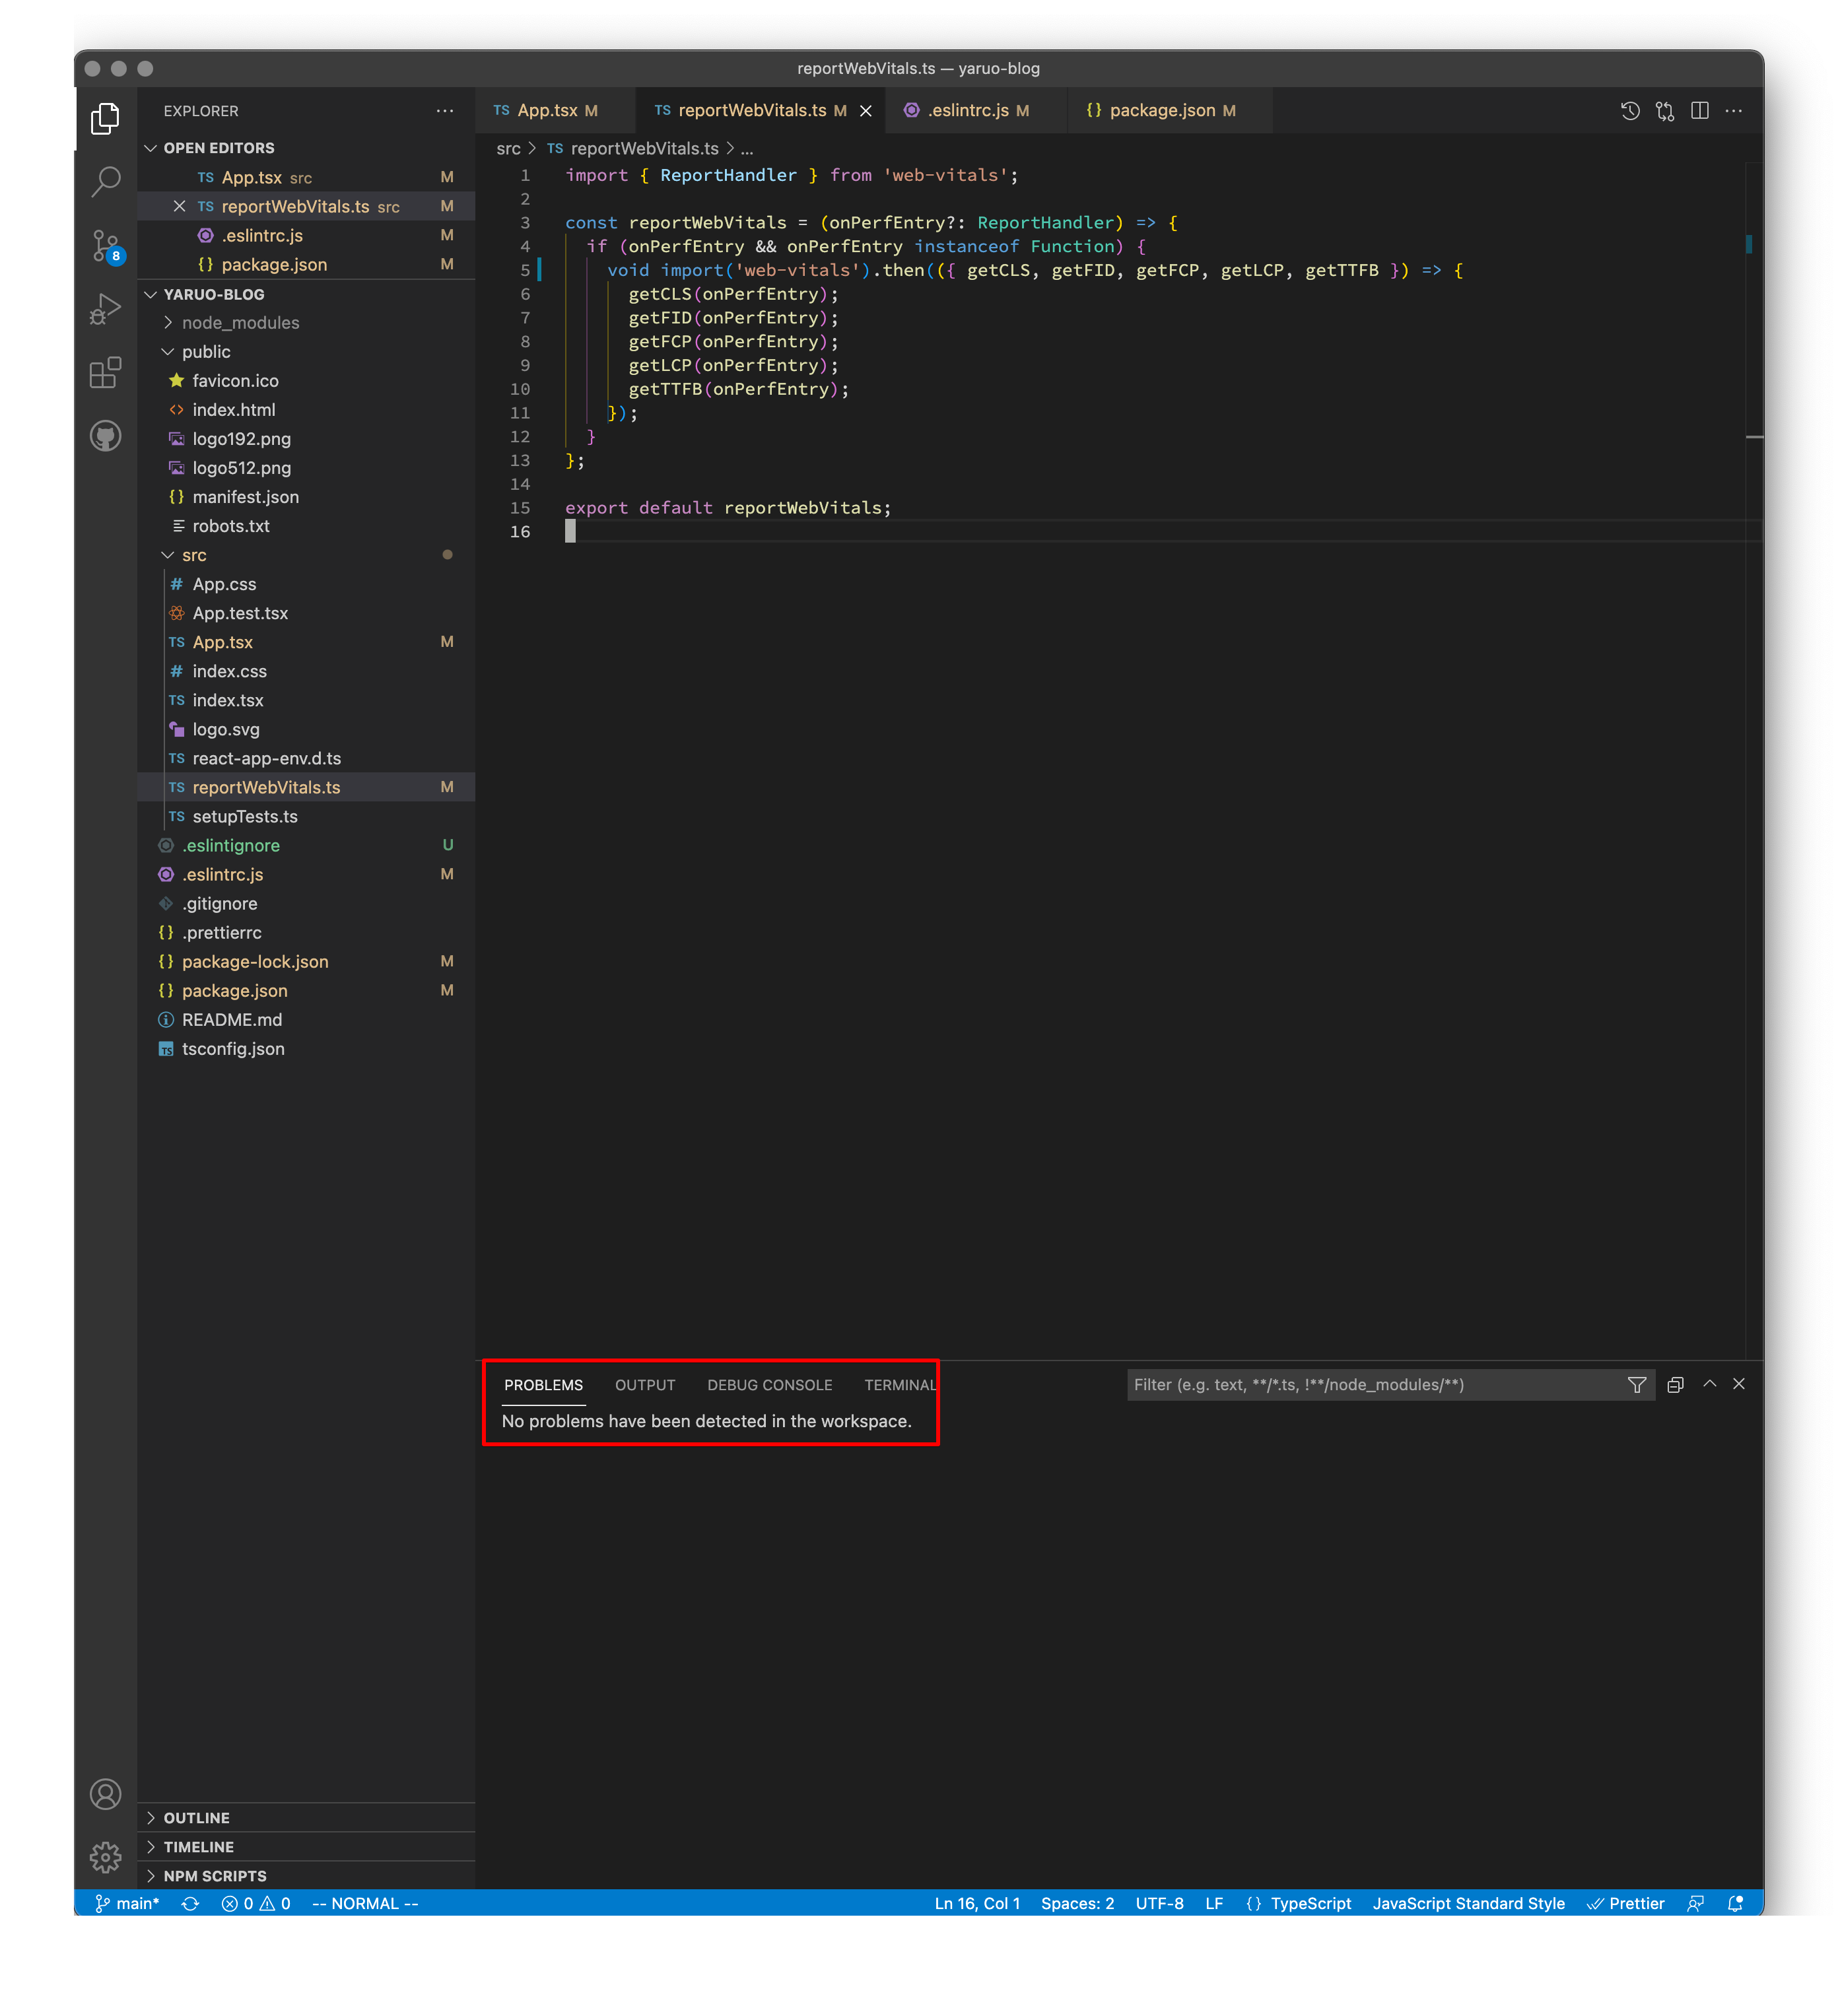 reportWebVitals.ts — yaruo-blog
EXPLORER
OPEN EDITORS
TS App.tsx src M
TS reportWebVitals.ts src M
.eslintrc.js M
{} package.json M
YARUO-BLOG
node_modules
public
favicon.ico
<> index.html
logo192.png
logo512.png
{} manifest.json
robots.txt
src
# App.css
App.test.tsx
TS App.tsx M
# index.css
TS index.tsx
logo.svg
TS react-app-env.d.ts
TS reportWebVitals.ts M
TS setupTests.ts
.eslintignore U
.eslintrc.js M
.gitignore
{} .prettierrc
{} package-lock.json M
{} package.json M
README.md
TS tsconfig.json
OUTLINE
TIMELINE
NPM SCRIPTS
8
TS App.tsx M TS reportWebVitals.ts M .eslintrc.js M {} package.json M
src > TS reportWebVitals.ts > ...
1 import { ReportHandler } from 'web-vitals';
2
3 const reportWebVitals = (onPerfEntry?: ReportHandler) => {
4 if (onPerfEntry && onPerfEntry instanceof Function) {
5 void import('web-vitals').then(({ getCLS, getFID, getFCP, getLCP, getTTFB }) => {
6 getCLS(onPerfEntry);
7 getFID(onPerfEntry);
8 getFCP(onPerfEntry);
9 getLCP(onPerfEntry);
10 getTTFB(onPerfEntry);
11 });
12 }
13 };
14
15 export default reportWebVitals;
16
PROBLEMS OUTPUT DEBUG CONSOLE TERMINAL Filter (e.g. text, **/*.ts, !**/node_modules/**)
No problems have been detected in the workspace.
main* 0 0 -- NORMAL -- Ln 16, Col 1 Spaces: 2 UTF-8 LF {} TypeScript JavaScript Standard Style Prettier